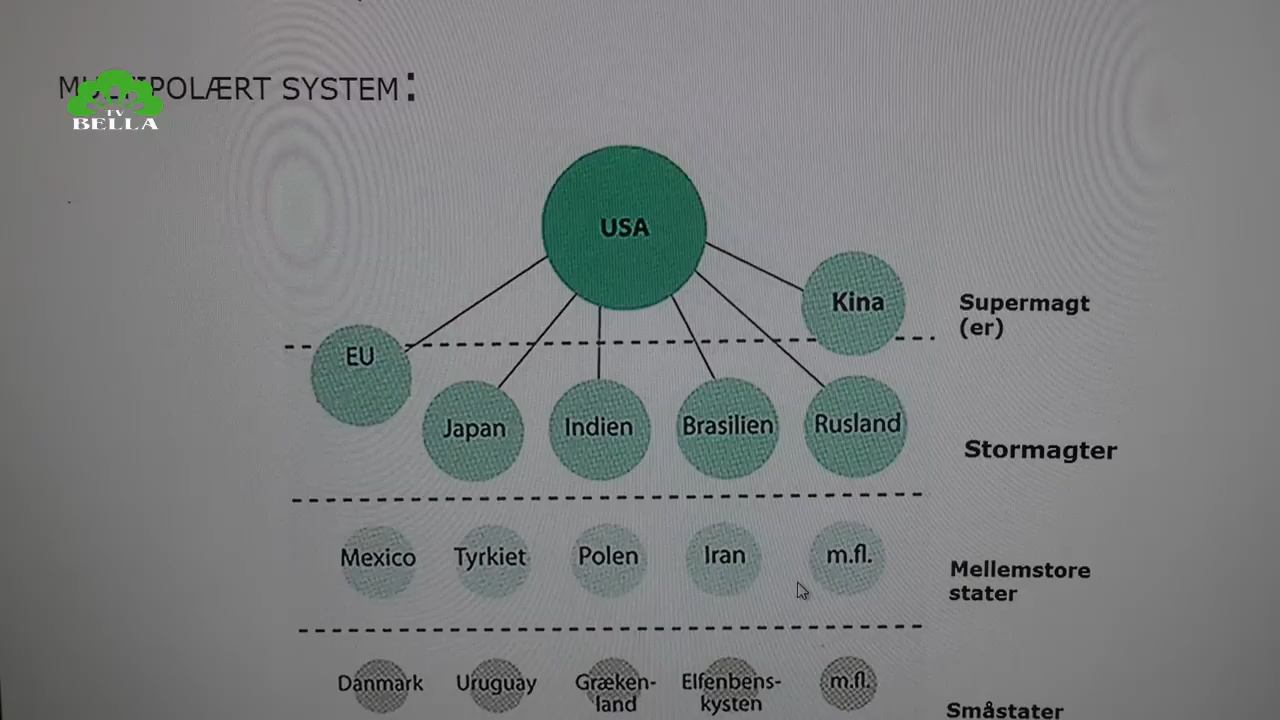 MULTIPOLÆRT SYSTEM:
TV
BELLA
USA
Kina
Supermagt
(er)
EU
Japan
Indien
Brasilien
Rusland
Stormagter
Mexico
Tyrkiet
Polen
Iran
m.fl.
Mellemstore
stater
Danmark
Uruguay
Græken-
land
Elfenbens-
kysten
m.fl.
Småstater